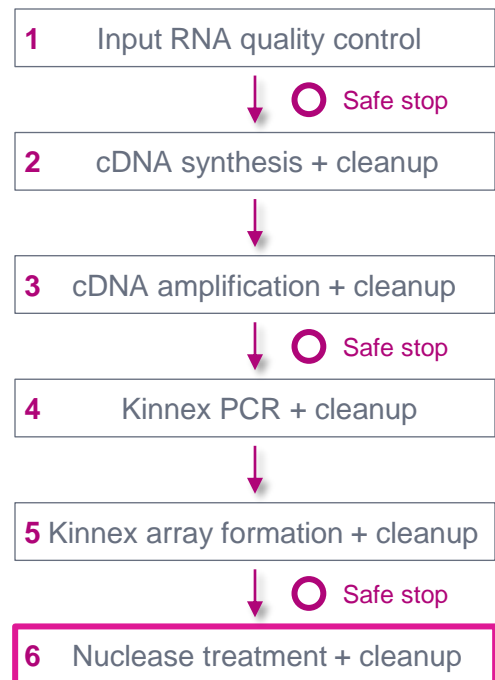 1 Input RNA quality control
Safe stop
2 cDNA synthesis + cleanup
3 cDNA amplification + cleanup
Safe stop
4 Kinnex PCR + cleanup
5 Kinnex array formation + cleanup
Safe stop
6 Nuclease treatment + cleanup